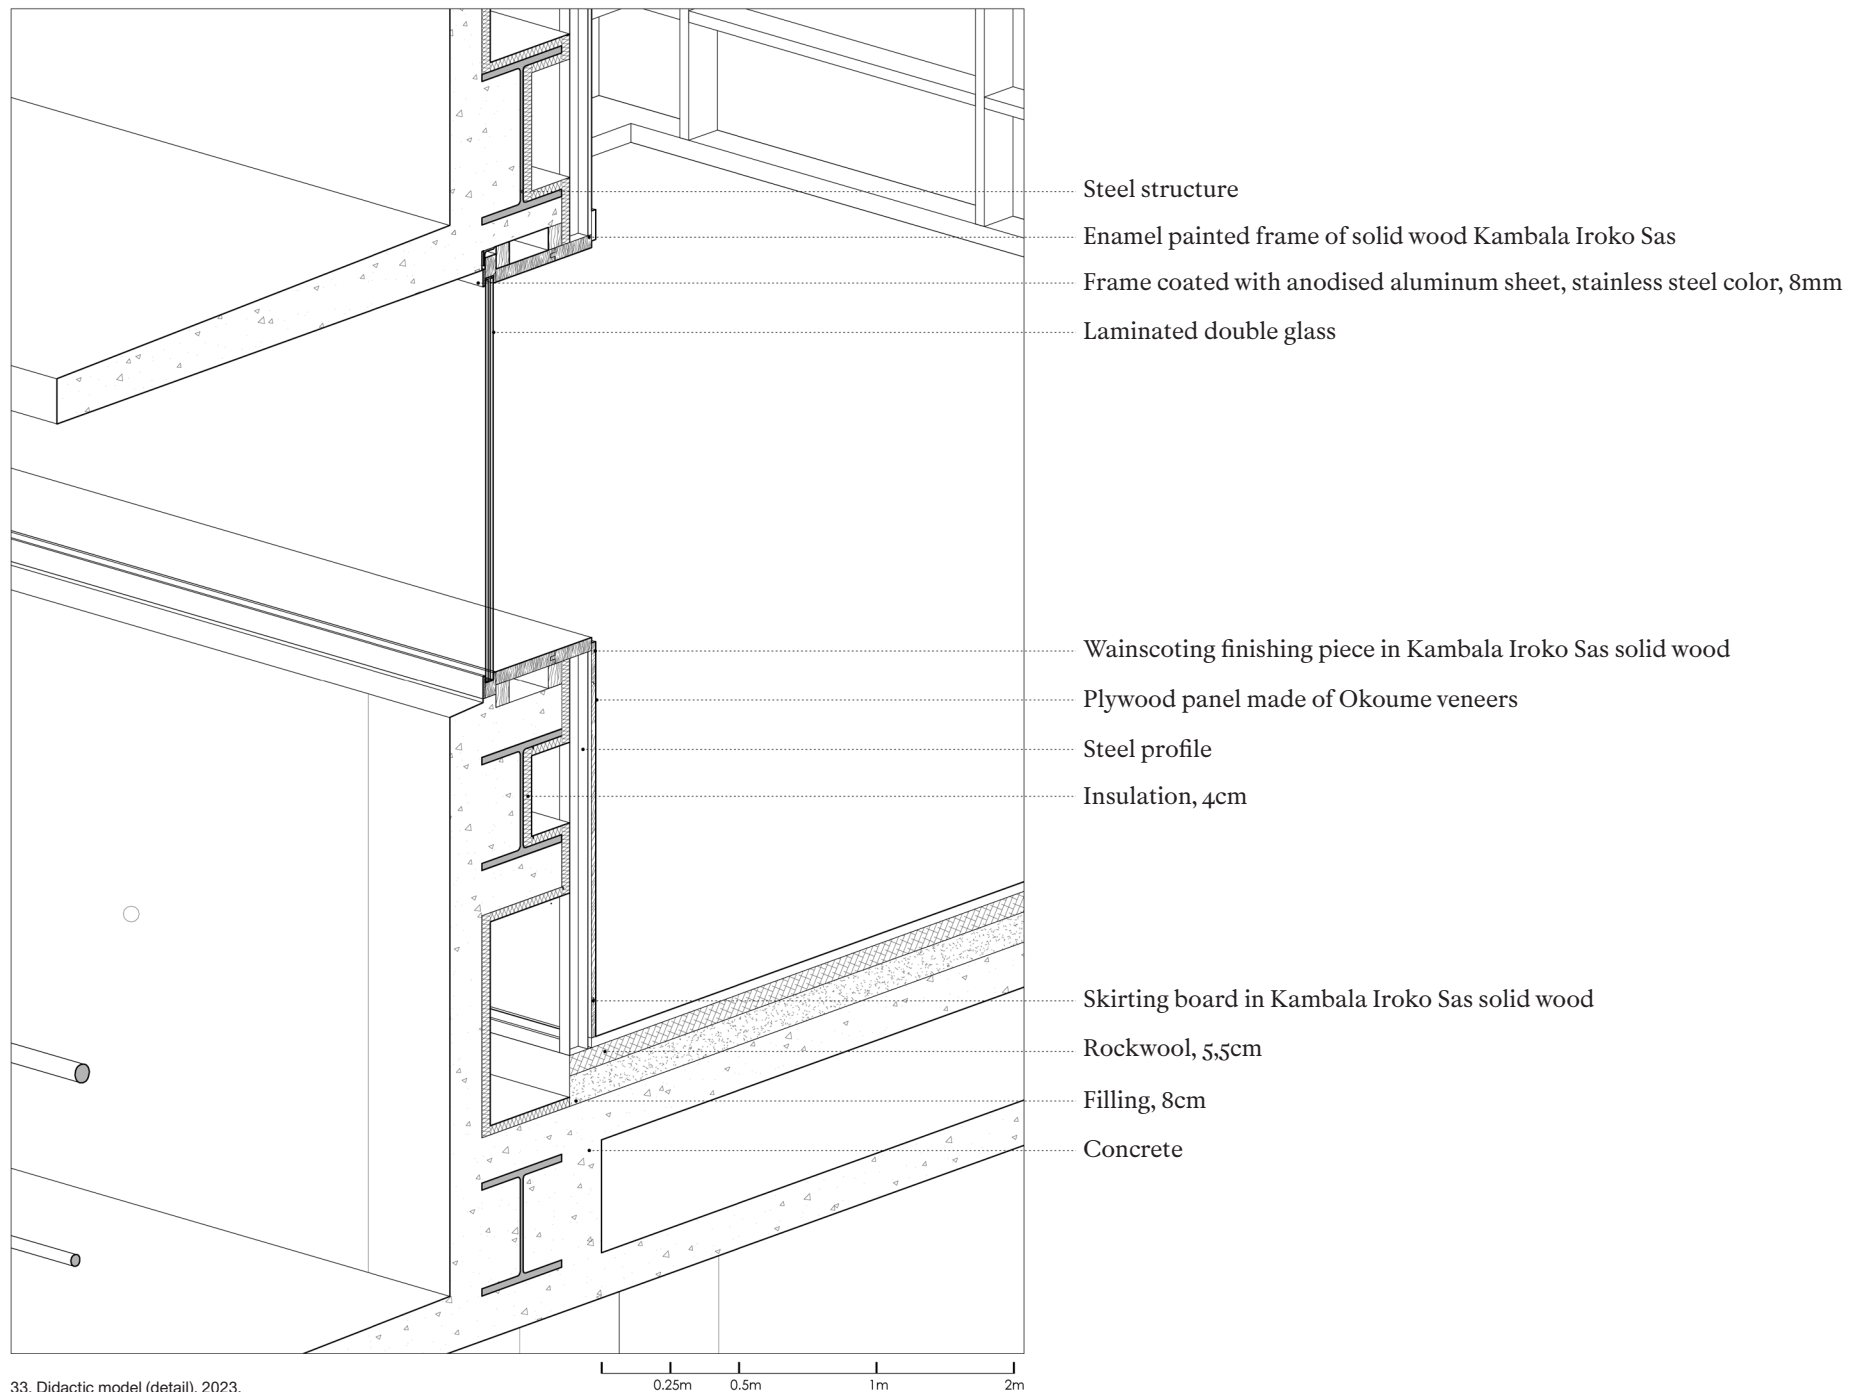 Steel structure
Enamel painted frame of solid wood Kambala Iroko Sas
Frame coated with anodised aluminum sheet, stainless steel color, 8mm
Laminated double glass
Wainscoting finishing piece in Kambala Iroko Sas solid wood
Plywood panel made of Okoume veneers
Steel profile
Insulation, 4cm
Skirting board in Kambala Iroko Sas solid wood
Rockwool, 5,5cm
Filling, 8cm
Concrete
0.25m 0.5m 1m 2m
33. Didactic model (detail), 2023.